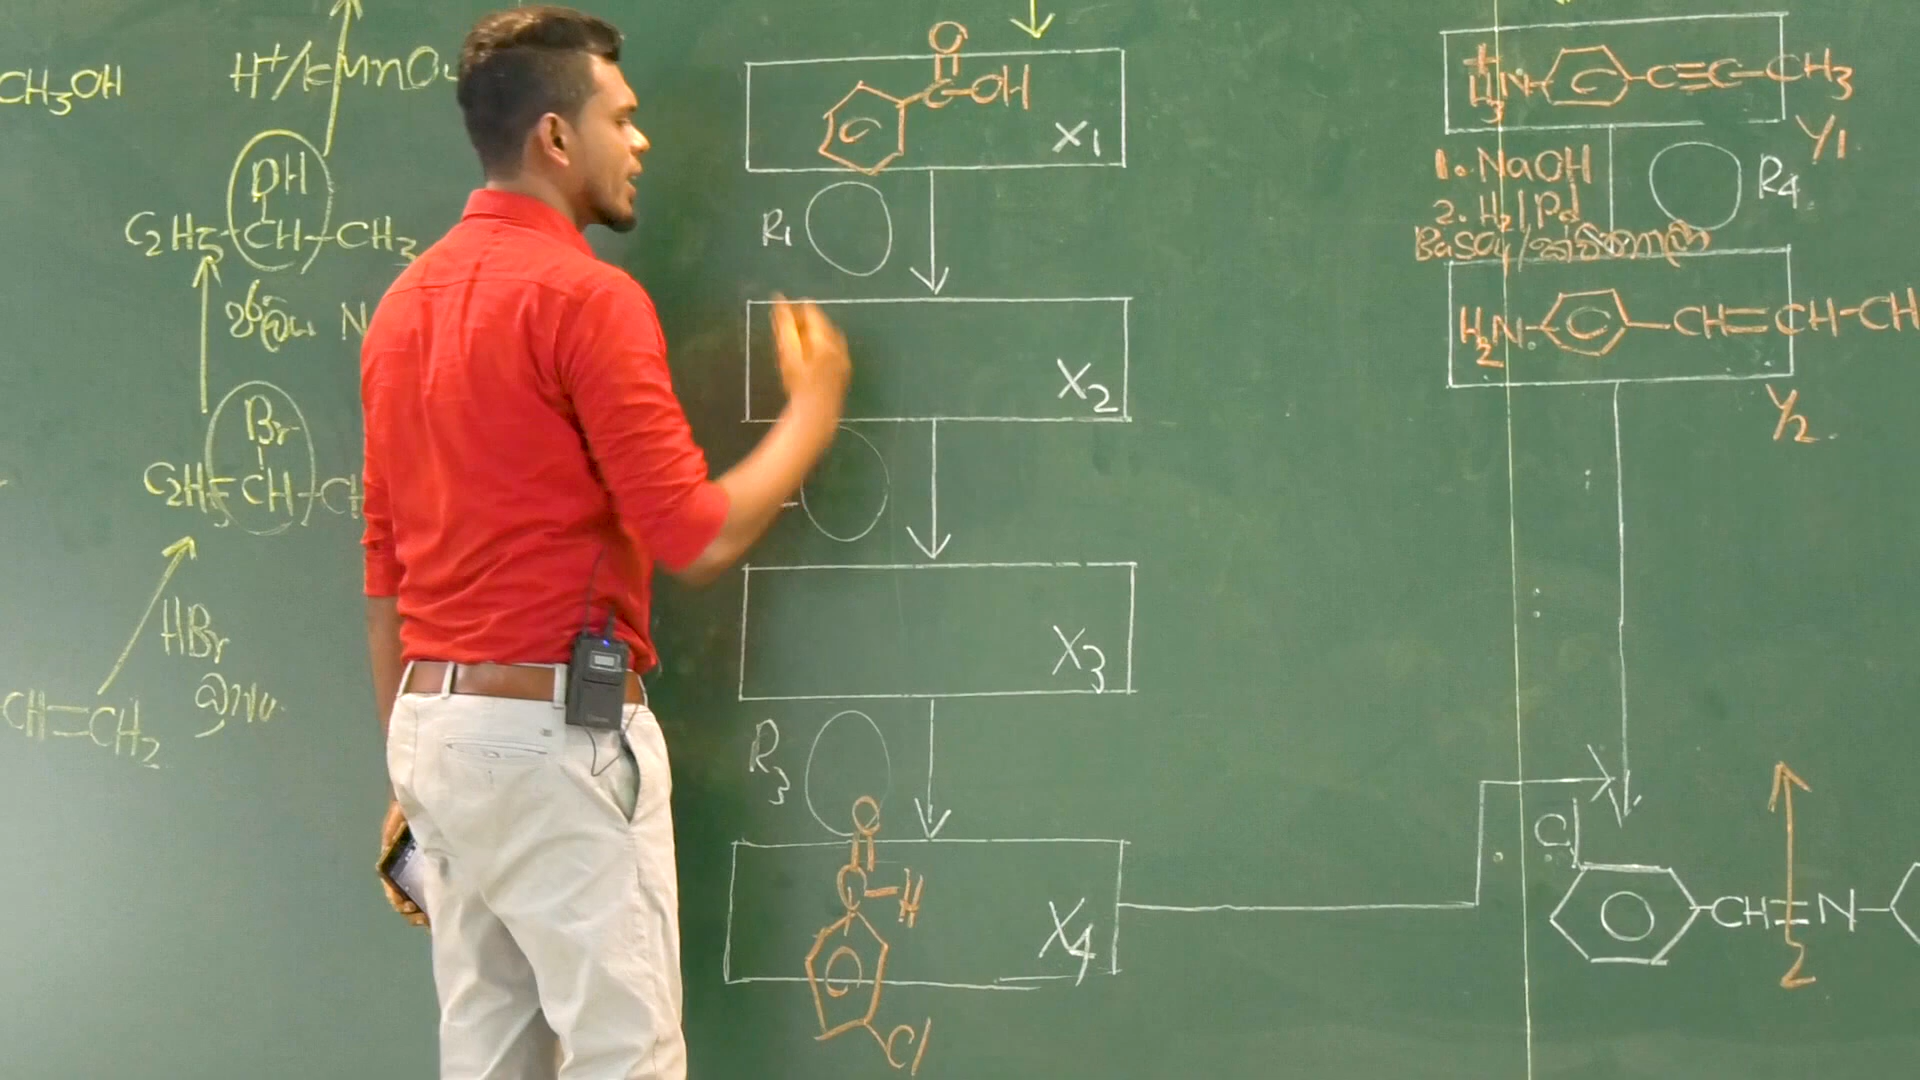 CH3OH
H+/KMnO4
OH
C2H5-CH-CH3
N
Br
C2H5-CH-CH
HBr
CH=CH2
O
C-OH
X1
R1
X2
X3
R3
O
C-H
X4
Cl
H3N+-C≡C-CH3
Y1
1. NaOH
R4
2. H2/Pd
BaSO4/
H2N-CH=CH-CH
Y2
Cl
CH=N-